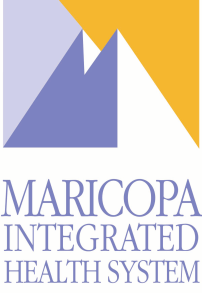 MARICOPA
INTEGRATED
HEALTH SYSTEM